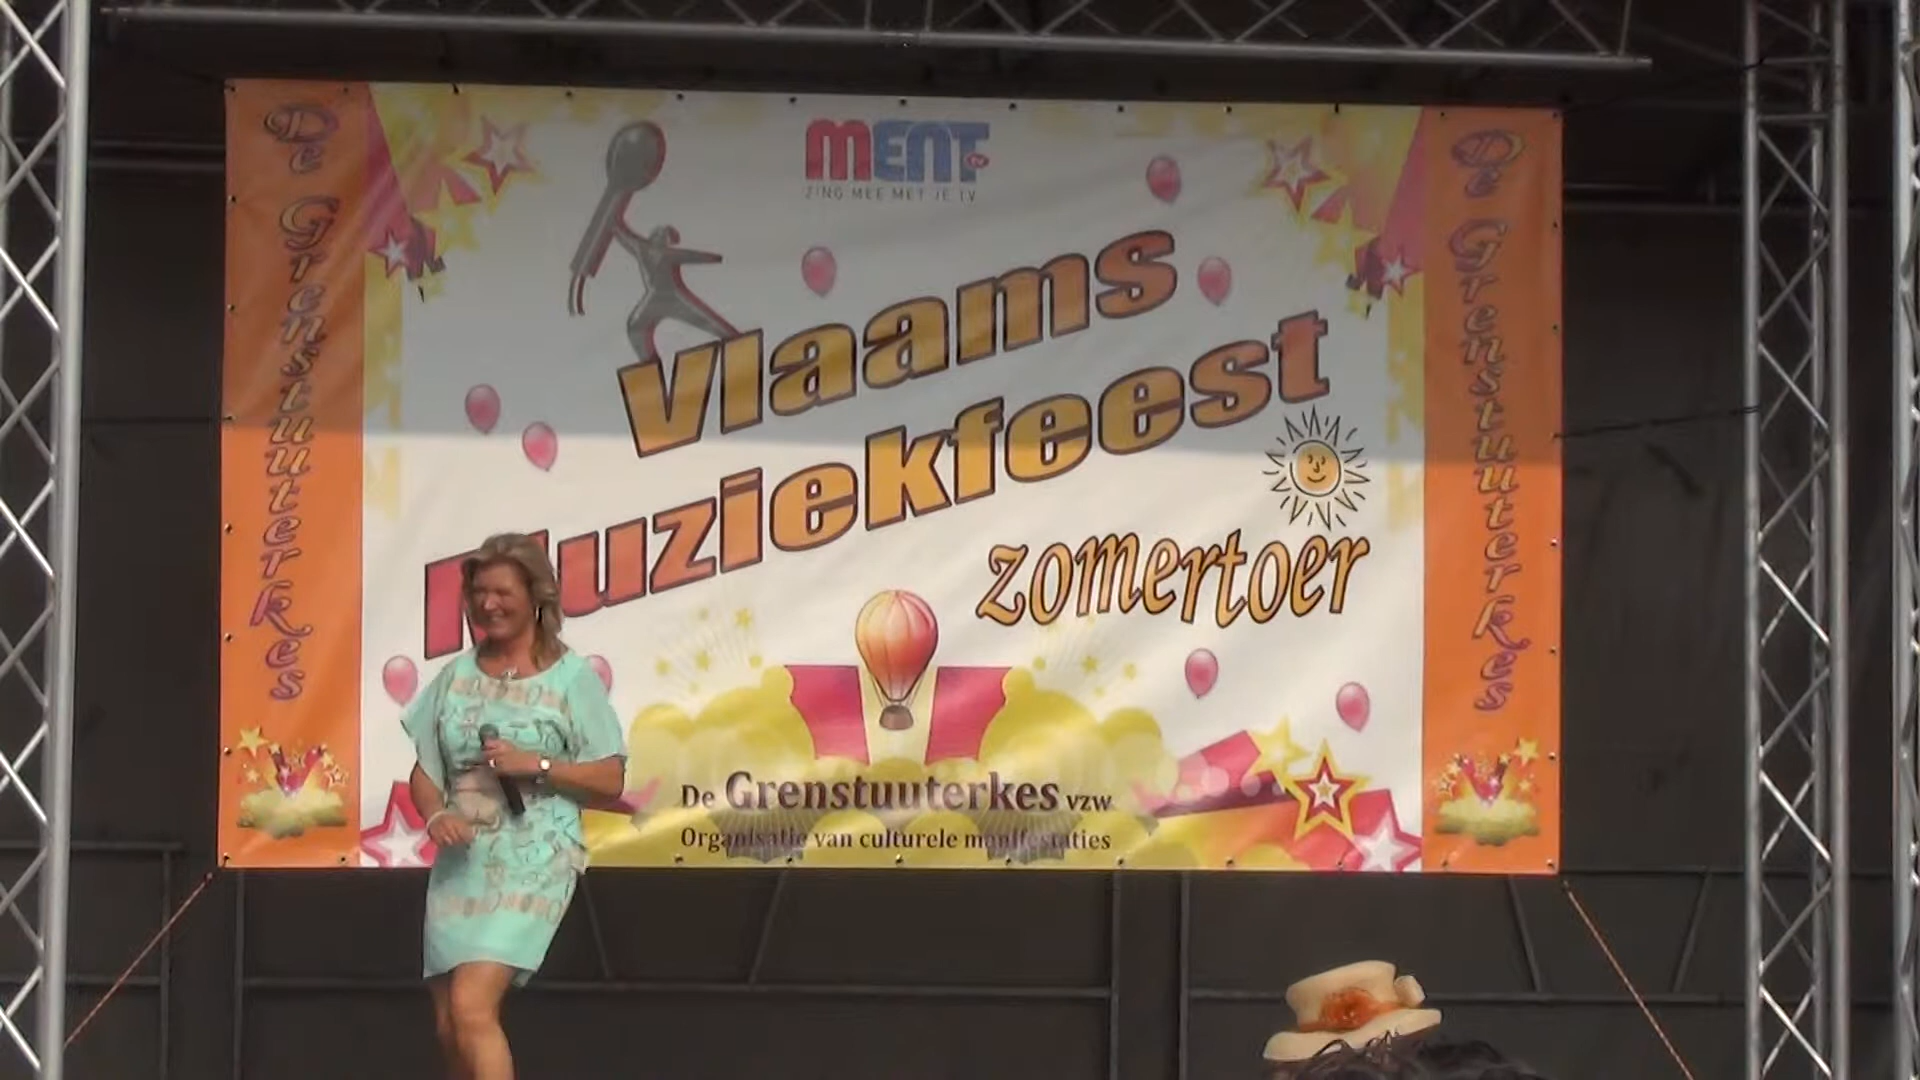 De Grenstuuterkes
MENT TV
ZING MEE MET JE TV
Vlaams
Muziekfeest
zomertoer
De Grenstuuterkes vzw
Organisatie van culturele manifestaties
De Grenstuuterkes